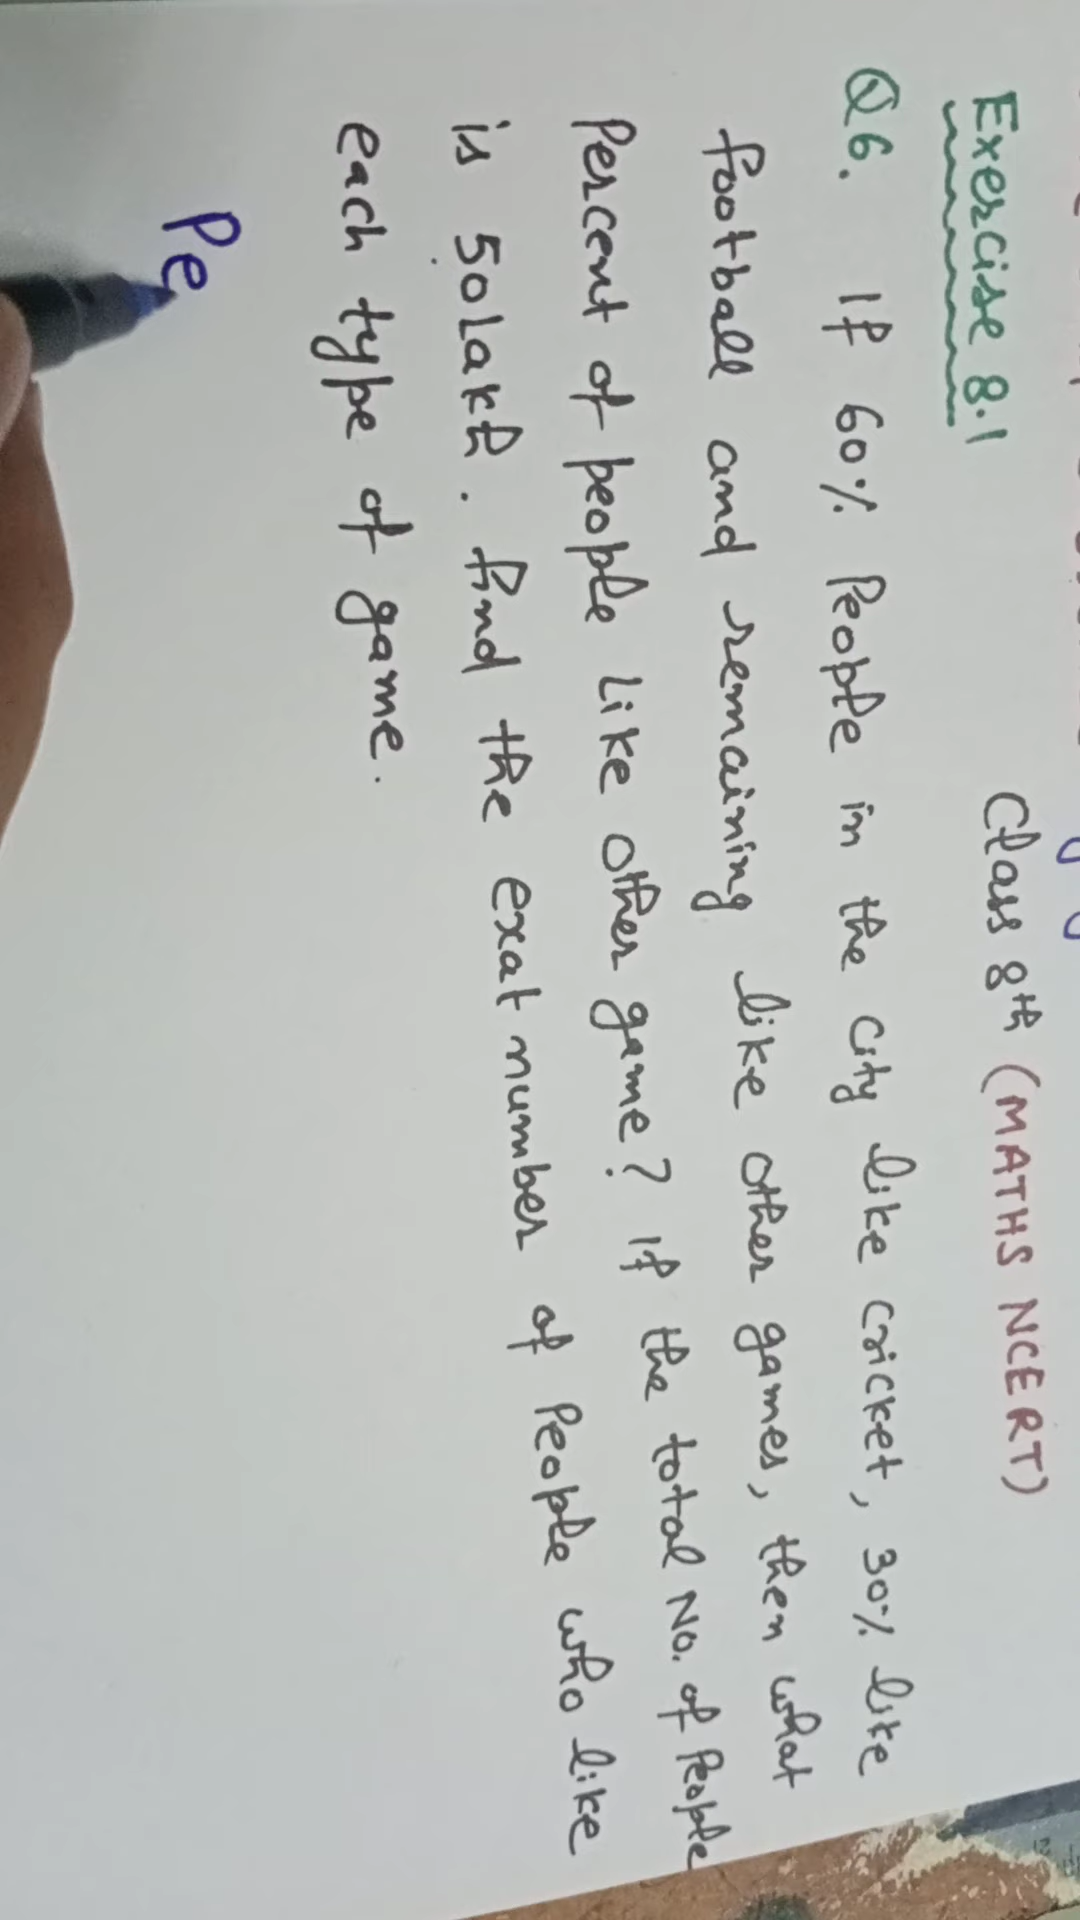 Exercise 8.1 Class 8th (MATHS NCERT)
Q6. If 60% People in the city like cricket, 30% like
football and remaining like other games, then what
Percent of people like other game? If the total No. of People
is 50 Lakh. find the exat number of People who like
each type of game.
Pe